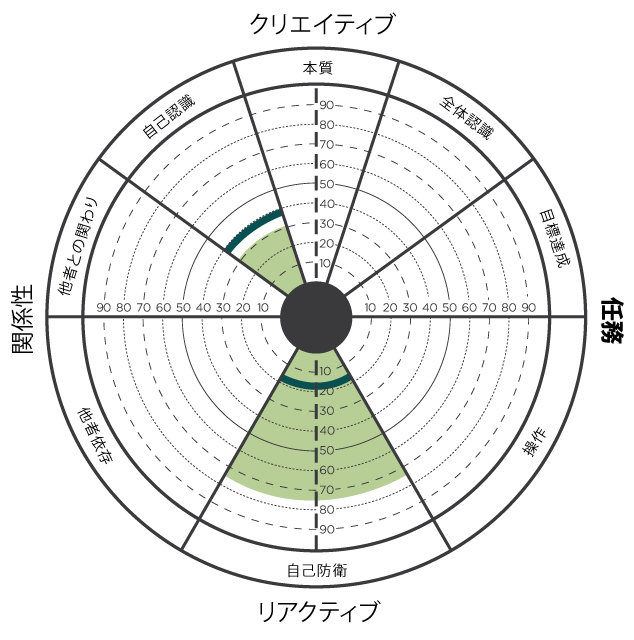 クリエイティブ
本質
自己認識
全体認識
他者との関わり
目標達成
90
80
70
60
50
40
30
20
10
関係性
90 80 70 60 50 40 30 20 10
10 20 30 40 50 60 70 80 90
任務
10
20
30
40
50
60
70
80
90
他者依存
操作
自己防衛
リアクティブ